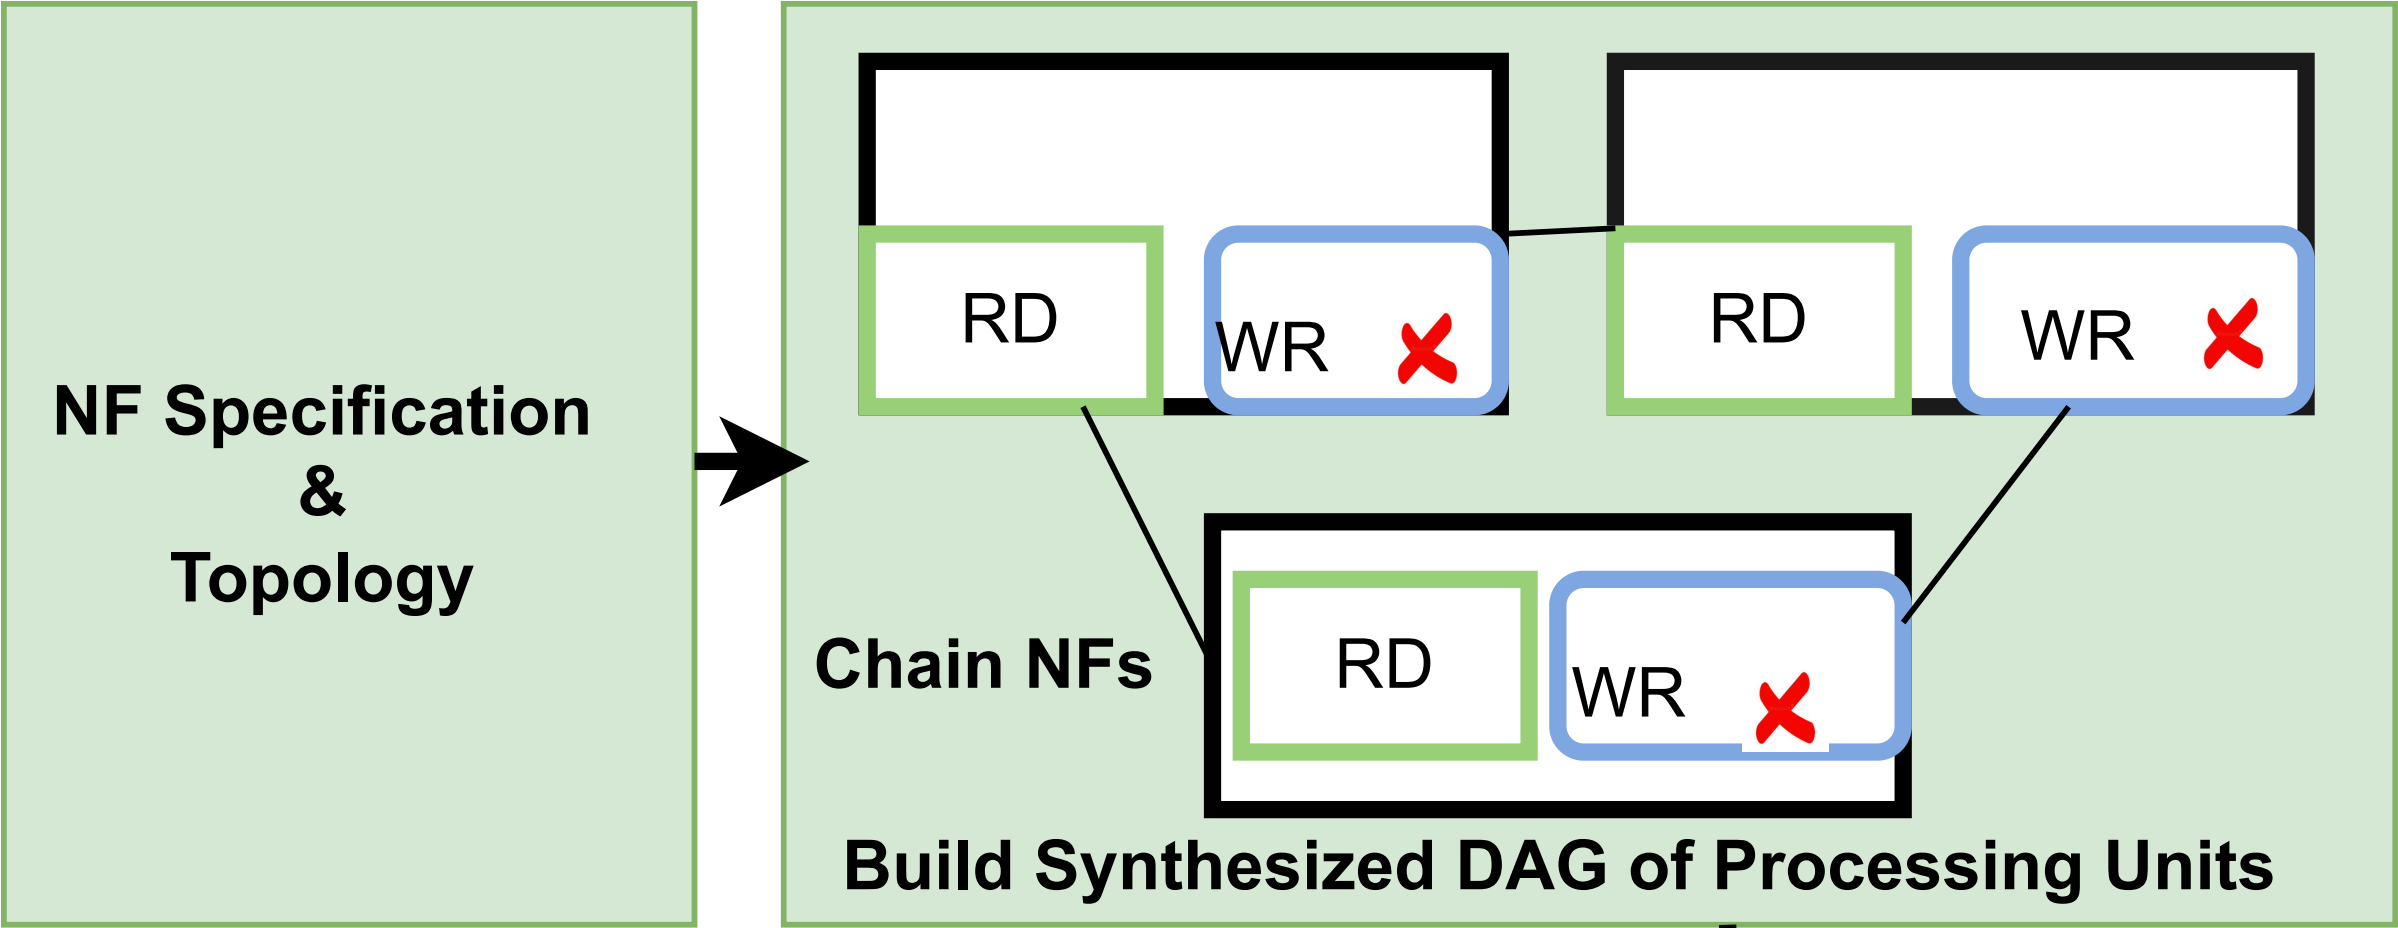 NF Specification
&
Topology
RD
WR
RD
WR
Chain NFs
RD
WR
Build Synthesized DAG of Processing Units